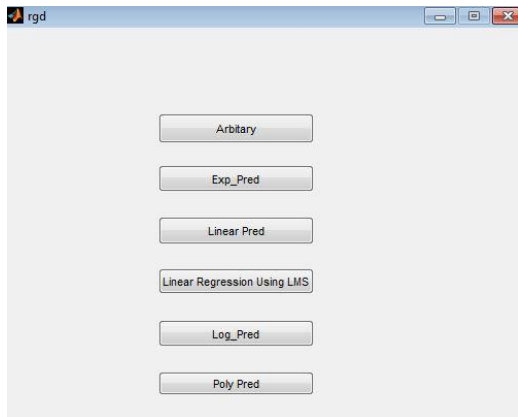 rgd
Arbitary
Exp_Pred
Linear Pred
Linear Regression Using LMS
Log_Pred
Poly Pred